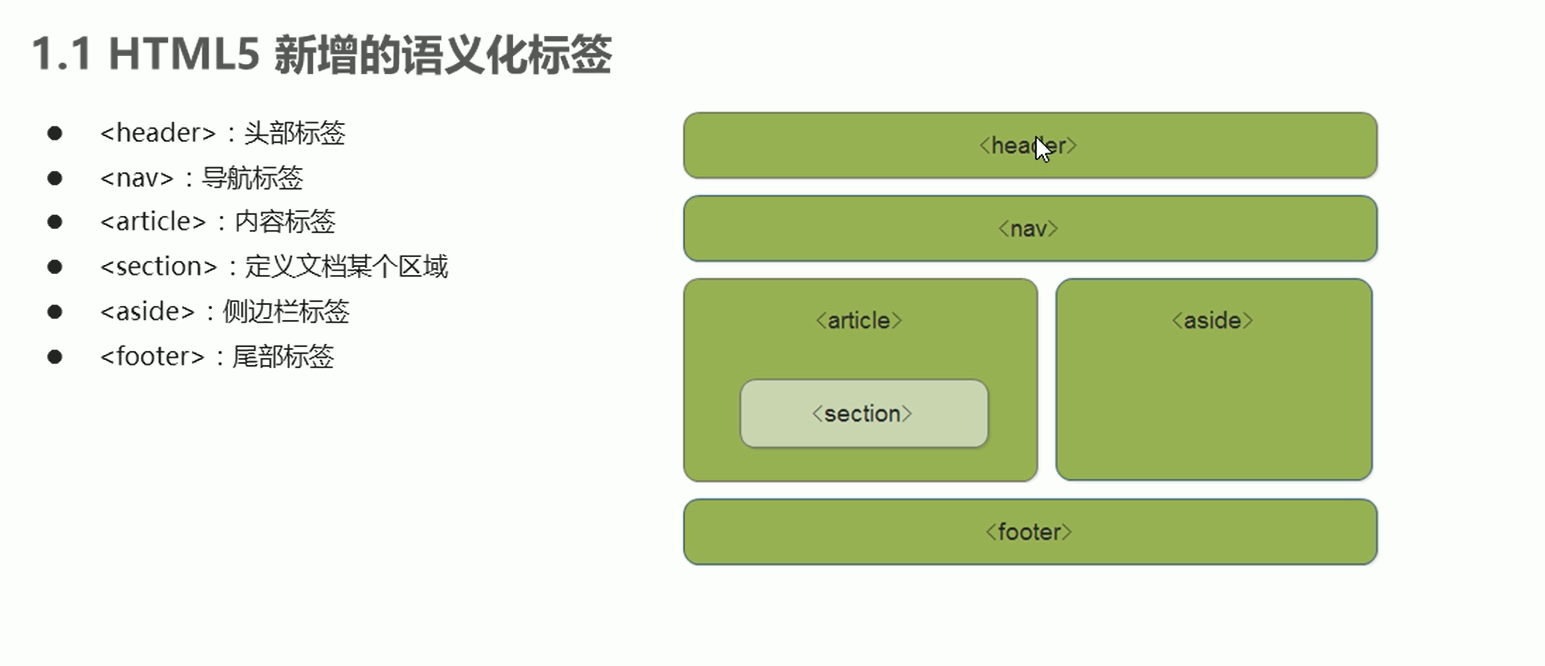 1.1 HTML5 新增的语义化标签
<header>：头部标签
<nav>：导航标签
<article>：内容标签
<section>：定义文档某个区域
<aside>：侧边栏标签
<footer>：尾部标签
<header>
<nav>
<article>
<aside>
<section>
<footer>